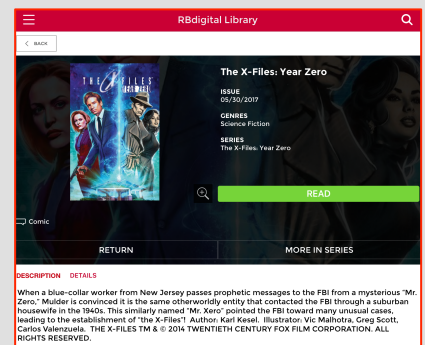 RBdigital Library
BACK
THE X FILES
YEAR ZERO
The X-Files: Year Zero
ISSUE
05/30/2017
GENRES
Science Fiction
SERIES
The X-Files: Year Zero
READ
Comic
RETURN
MORE IN SERIES
DESCRIPTION DETAILS
When a blue-collar worker from New Jersey passes prophetic messages to the FBI from a mysterious "Mr.
Zero," Mulder is convinced it is the same otherworldly entity that contacted the FBI through a suburban
housewife in the 1940s. This similarly named "Mr. Xero" pointed the FBI toward many unusual cases,
leading to the establishment of "the X-Files"! Author: Karl Kesel. Illustrator: Vic Malhotra, Greg Scott,
Carlos Valenzuela. THE X-FILES TM & © 2014 TWENTIETH CENTURY FOX FILM CORPORATION. ALL
RIGHTS RESERVED.